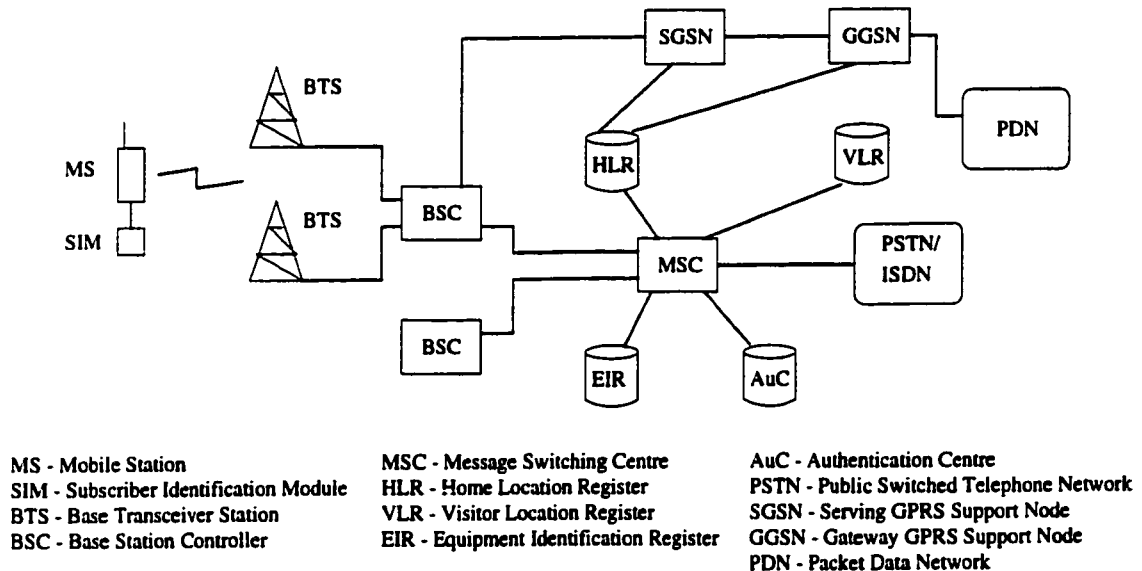 SGSN
GGSN
BTS
PDN
MS
HLR
VLR
BSC
BTS
SIM
MSC
PSTN/
ISDN
BSC
EIR
AuC
MS - Mobile Station
SIM - Subscriber Identification Module
BTS - Base Transceiver Station
BSC - Base Station Controller
MSC - Message Switching Centre
HLR - Home Location Register
VLR - Visitor Location Register
EIR - Equipment Identification Register
AuC - Authentication Centre
PSTN - Public Switched Telephone Network
SGSN - Serving GPRS Support Node
GGSN - Gateway GPRS Support Node
PDN - Packet Data Network